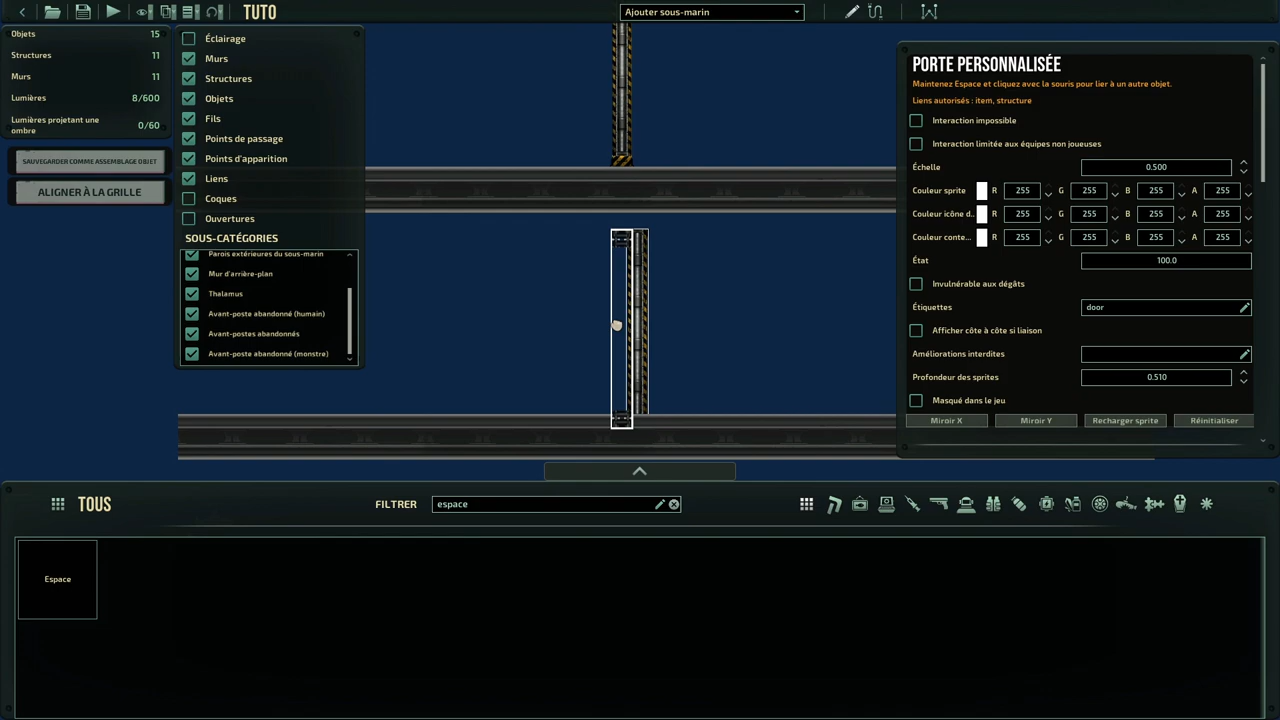 TUTO
Ajouter sous-marin
Objets 15
Structures 11
Murs 11
Lumières 8/600
Lumières projetant une ombre 0/60
SAUVEGARDER COMME ASSEMBLAGE OBJET
ALIGNER À LA GRILLE
Éclairage
Murs
Structures
Objets
Fils
Points de passage
Points d'apparition
Liens
Coques
Ouvertures
SOUS-CATÉGORIES
Parois extérieures du sous-marin
Mur d'arrière-plan
Thalamus
Avant-poste abandonné (humain)
Avant-postes abandonnés
Avant-poste abandonné (monstre)
PORTE PERSONNALISÉE
Maintenez Espace et cliquez avec la souris pour lier à un autre objet.
Liens autorisés : item, structure
Interaction impossible
Interaction limitée aux équipes non joueuses
Échelle 0.500
Couleur sprite R 255 G 255 B 255 A 255
Couleur icône d.. R 255 G 255 B 255 A 255
Couleur conte... R 255 G 255 B 255 A 255
État 100.0
Invulnérable aux dégâts
Étiquettes door
Afficher côte à côte si liaison
Améliorations interdites
Profondeur des sprites 0.510
Masqué dans le jeu
Miroir X Miroir Y Recharger sprite Réinitialiser
TOUS
FILTRER espace
Espace